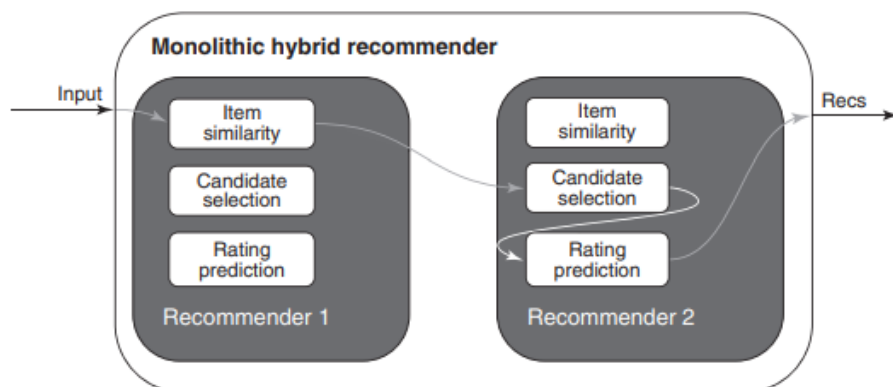 Monolithic hybrid recommender
Input
Item
similarity
Candidate
selection
Rating
prediction
Recommender 1
Item
similarity
Candidate
selection
Rating
prediction
Recommender 2
Recs